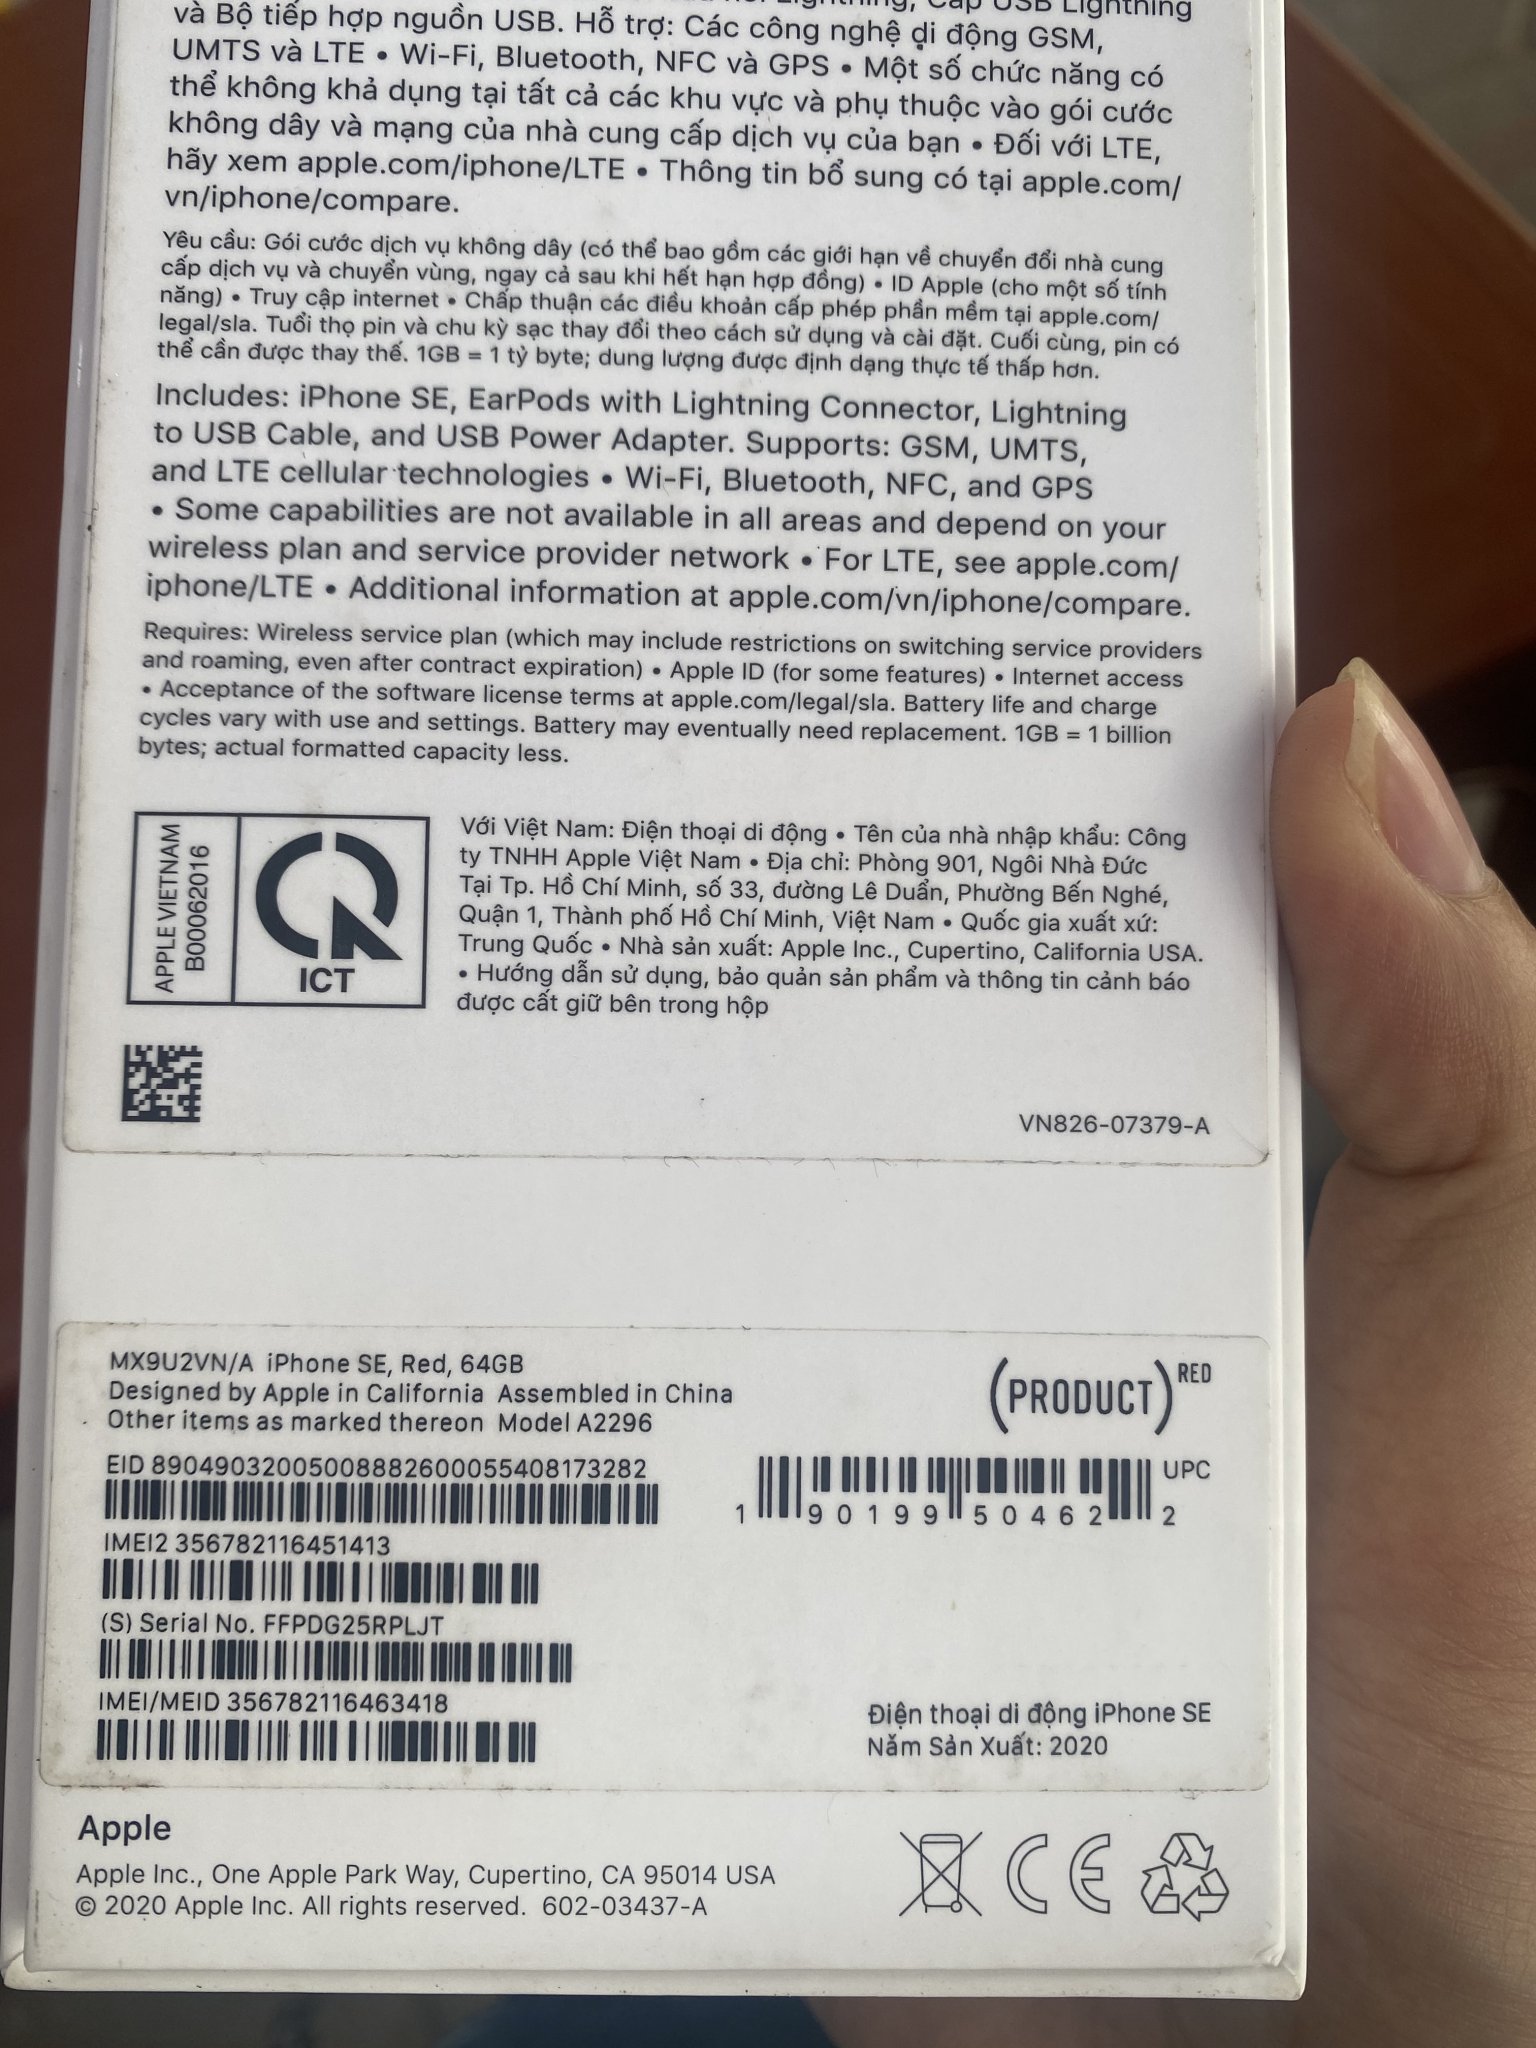 Lightning, Cáp USB Lightning
và Bộ tiếp hợp nguồn USB. Hỗ trợ: Các công nghệ di động GSM,
UMTS và LTE • Wi-Fi, Bluetooth, NFC và GPS • Một số chức năng có
thể không khả dụng tại tất cả các khu vực và phụ thuộc vào gói cước
không dây và mạng của nhà cung cấp dịch vụ của bạn • Đối với LTE,
hãy xem apple.com/iphone/LTE • Thông tin bổ sung có tại apple.com/
vn/iphone/compare.
Yêu cầu: Gói cước dịch vụ không dây (có thể bao gồm các giới hạn về chuyển đổi nhà cung
cấp dịch vụ và chuyển vùng, ngay cả sau khi hết hạn hợp đồng) • ID Apple (cho một số tính
năng) • Truy cập internet • Chấp thuận các điều khoản cấp phép phần mềm tại apple.com/
legal/sla. Tuổi thọ pin và chu kỳ sạc thay đổi theo cách sử dụng và cài đặt. Cuối cùng, pin có
thể cần được thay thế. 1GB = 1 tỷ byte; dung lượng được định dạng thực tế thấp hơn.
Includes: iPhone SE, EarPods with Lightning Connector, Lightning
to USB Cable, and USB Power Adapter. Supports: GSM, UMTS,
and LTE cellular technologies • Wi-Fi, Bluetooth, NFC, and GPS
• Some capabilities are not available in all areas and depend on your
wireless plan and service provider network • For LTE, see apple.com/
iphone/LTE • Additional information at apple.com/vn/iphone/compare.
Requires: Wireless service plan (which may include restrictions on switching service providers
and roaming, even after contract expiration) • Apple ID (for some features) • Internet access
• Acceptance of the software license terms at apple.com/legal/sla. Battery life and charge
cycles vary with use and settings. Battery may eventually need replacement. 1GB = 1 billion
bytes; actual formatted capacity less.
APPLE VIETNAM
B000620016
ICT
Với Việt Nam: Điện thoại di động • Tên của nhà nhập khẩu: Công
ty TNHH Apple Việt Nam • Địa chỉ: Phòng 901, Ngôi Nhà Đức
Tại Tp. Hồ Chí Minh, số 33, đường Lê Duẩn, Phường Bến Nghé,
Quận 1, Thành phố Hồ Chí Minh, Việt Nam • Quốc gia xuất xứ:
Trung Quốc • Nhà sản xuất: Apple Inc., Cupertino, California USA.
• Hướng dẫn sử dụng, bảo quản sản phẩm và thông tin cảnh báo
được cất giữ bên trong hộp
VN826-07379-A
MX9U2VN/A iPhone SE, Red, 64GB
Designed by Apple in California Assembled in China
Other items as marked thereon Model A2296
(PRODUCT)RED
EID 89049032005008882600055408173282
UPC
1 90199 50462 2
IMEI2 356782116451413
(S) Serial No. FFPDG25RPLJT
IMEI/MEID 356782116463418
Điện thoại di động iPhone SE
Năm Sản Xuất: 2020
Apple
Apple Inc., One Apple Park Way, Cupertino, CA 95014 USA
© 2020 Apple Inc. All rights reserved. 602-03437-A
CE